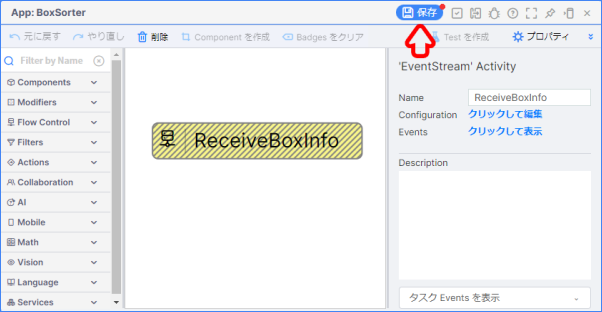 App: BoxSorter 保存
元に戻す やり直し 削除 Component を作成 Badges をクリア Test を作成 プロパティ
Filter by Name
Components
Modifiers
Flow Control
Filters
Actions
Collaboration
AI
Mobile
Math
Vision
Language
Services
ReceiveBoxInfo
'EventStream' Activity
Name ReceiveBoxInfo
Configuration クリックして編集
Events クリックして表示
Description
タスク Events を表示